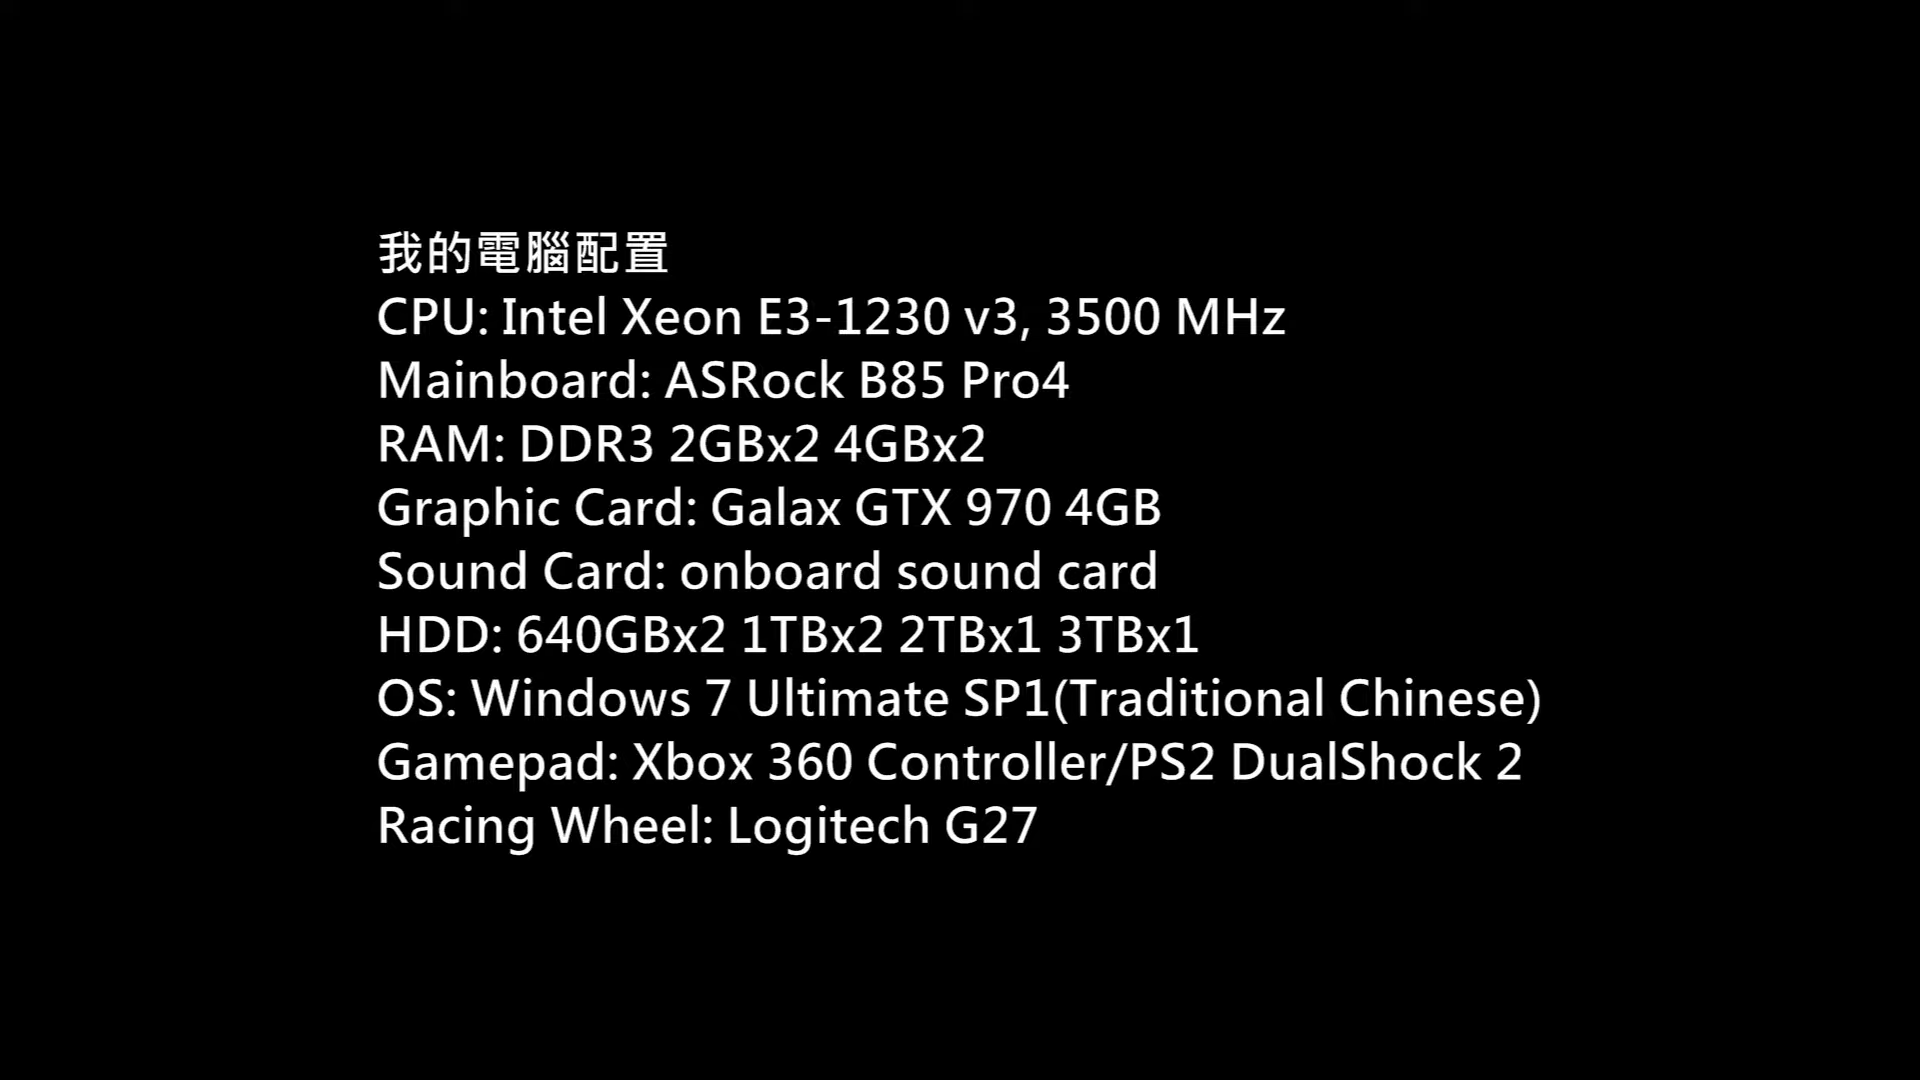 我的電腦配置
CPU: Intel Xeon E3-1230 v3, 3500 MHz
Mainboard: ASRock B85 Pro4
RAM: DDR3 2GBx2 4GBx2
Graphic Card: Galax GTX 970 4GB
Sound Card: onboard sound card
HDD: 640GBx2 1TBx2 2TBx1 3TBx1
OS: Windows 7 Ultimate SP1(Traditional Chinese)
Gamepad: Xbox 360 Controller/PS2 DualShock 2
Racing Wheel: Logitech G27